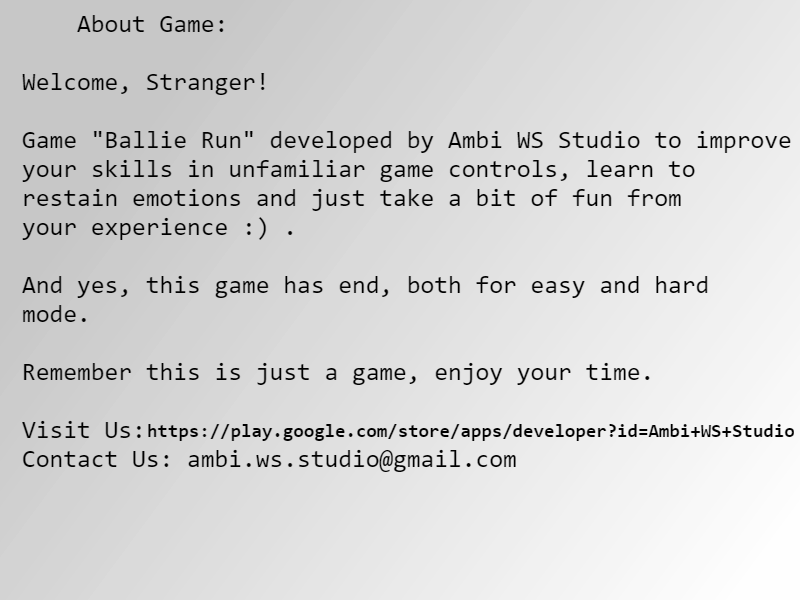 About Game:
Welcome, Stranger!
Game "Ballie Run" developed by Ambi WS Studio to improve
your skills in unfamiliar game controls, learn to
restain emotions and just take a bit of fun from
your experience :) .
And yes, this game has end, both for easy and hard
mode.
Remember this is just a game, enjoy your time.
Visit Us:https://play.google.com/store/apps/developer?id=Ambi+WS+Studio
Contact Us: ambi.ws.studio@gmail.com